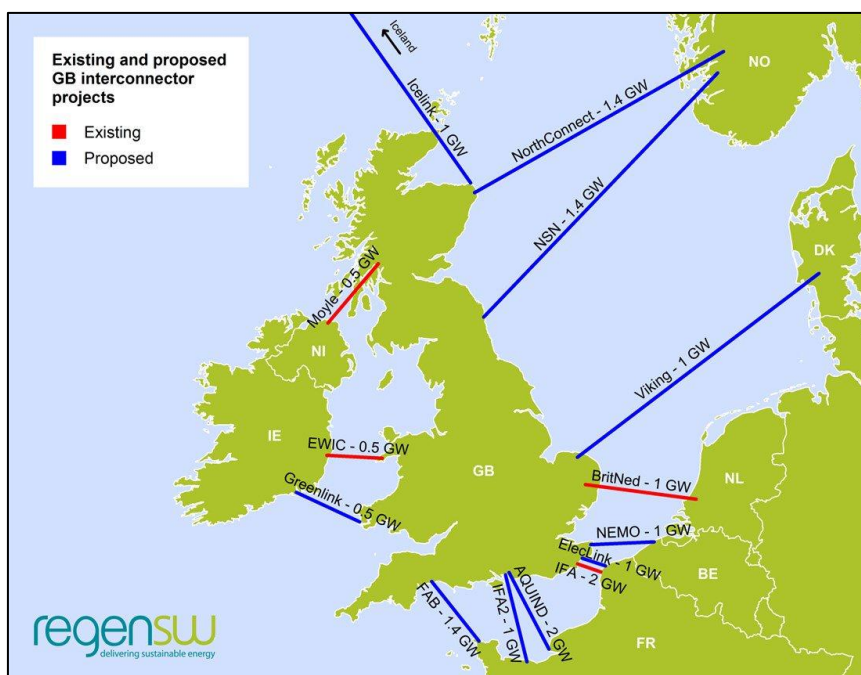 Existing and proposed
GB interconnector
projects
Existing
Proposed
Iceland
Icelink - 1 GW
NorthConnect - 1.4 GW
NO
NSN - 1.4 GW
DK
Moyle - 0.5 GW
NI
Viking - 1 GW
IE
EWIC - 0.5 GW
GB
BritNed - 1 GW
NL
Greenlink - 0.5 GW
NEMO - 1 GW
ElecLink - 1 GW
IFA - 2 GW
BE
FAB - 1.4 GW
IFA2 - 1 GW
AQUIND - 2 GW
FR
regensw
delivering sustainable energy